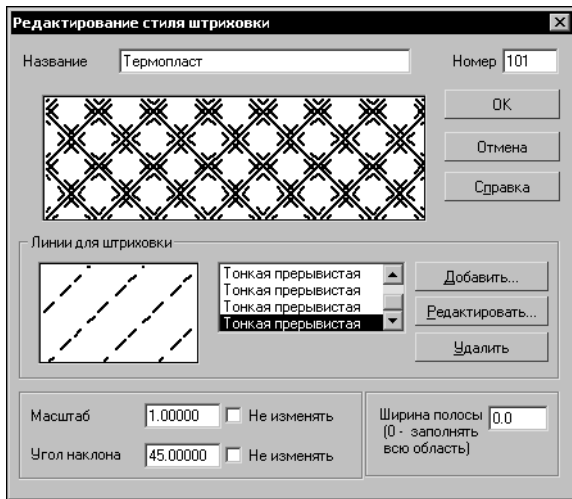 Редактирование стиля штриховки
Название Термопласт Номер 101
OK
Отмена
Справка
Линии для штриховки
Тонкая прерывистая
Тонкая прерывистая
Тонкая прерывистая
Тонкая прерывистая
Добавить...
Редактировать...
Удалить
Масштаб 1.00000 Не изменять
Угол наклона 45.00000 Не изменять
Ширина полосы 0.0
(0 - заполнять
всю область)